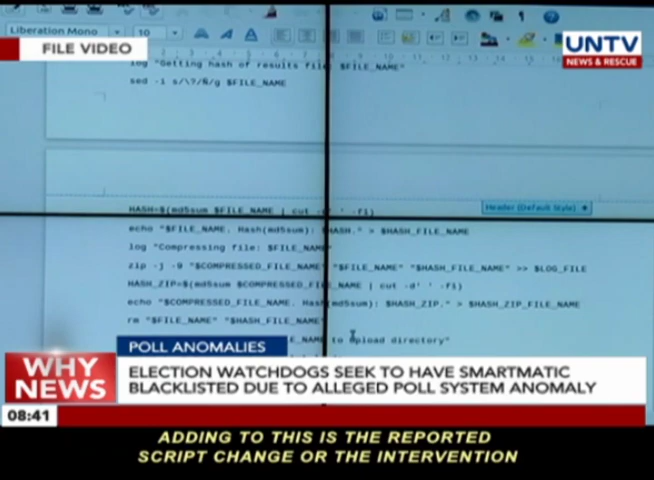 Liberation Mono
10
FILE VIDEO
UNTV
NEWS & RESCUE
log "Getting hash of results file: $FILE_NAME"
sed -i s/\?/Ñ/g $FILE_NAME
Header (Default Style)
HASH=$(md5sum $FILE_NAME | cut -d' ' -f1)
echo "$FILE_NAME. Hash(md5sum): $HASH." > $HASH_FILE_NAME
log "Compressing file: $FILE_NAME"
zip -j -9 "$COMPRESSED_FILE_NAME" "$FILE_NAME" "$HASH_FILE_NAME" >> $LOG_FILE
HASH_ZIP=$(md5sum $COMPRESSED_FILE_NAME | cut -d' ' -f1)
echo "$COMPRESSED_FILE_NAME. Hash(md5sum): $HASH_ZIP." > $HASH_ZIP_FILE_NAME
rm "$FILE_NAME" "$HASH_FILE_NAME"
E_NAME to upload directory"
POLL ANOMALIES
WHY NEWS
ELECTION WATCHDOGS SEEK TO HAVE SMARTMATIC
BLACKLISTED DUE TO ALLEGED POLL SYSTEM ANOMALY
08:41
ADDING TO THIS IS THE REPORTED
SCRIPT CHANGE OR THE INTERVENTION